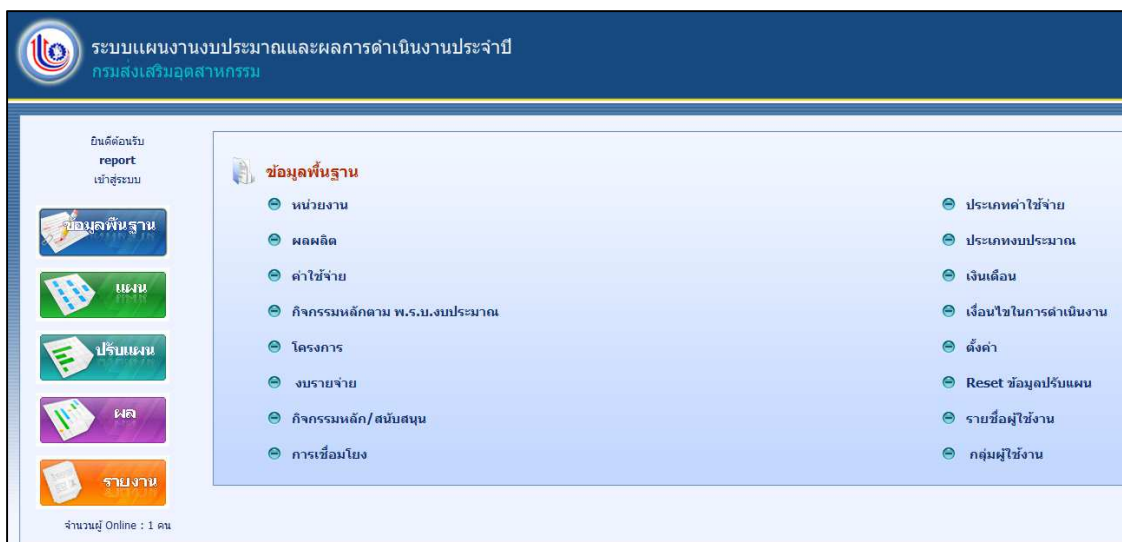 ระบบแผนงานงบประมาณและผลการดำเนินงานประจำปี
กรมส่งเสริมอุตสาหกรรม
ยินดีต้อนรับ
report
เข้าสู่ระบบ
ข้อมูลพื้นฐาน
แผน
ปรับแผน
ผล
รายงาน
จำนวนผู้ Online : 1 คน
ข้อมูลพื้นฐาน
หน่วยงาน
ผลผลิต
ค่าใช้จ่าย
กิจกรรมหลักตาม พ.ร.บ.งบประมาณ
โครงการ
งบรายจ่าย
กิจกรรมหลัก/สนับสนุน
การเชื่อมโยง
ประเภทค่าใช้จ่าย
ประเภทงบประมาณ
เงินเดือน
เงื่อนไขในการดำเนินงาน
ตั้งค่า
Reset ข้อมูลปรับแผน
รายชื่อผู้ใช้งาน
กลุ่มผู้ใช้งาน